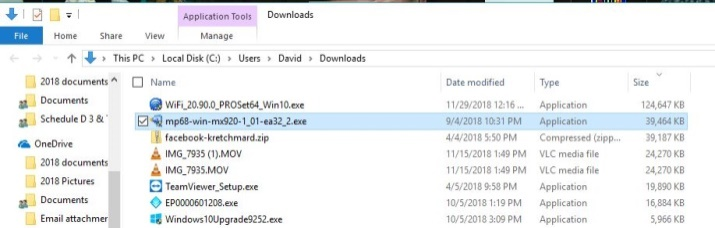 Application Tools Downloads
File Home Share View Manage
This PC > Local Disk (C:) > Users > David > Downloads
2018 documents
Documents
Schedule D 3 &
OneDrive
2018 documents
2018 Pictures
Documents
Email attachmer
Name Date modified Type Size
WiFi_20.90.0_PROSet64_Win10.exe 11/29/2018 12:16 ... Application 124,647 KB
mp68-win-mx920-1_01-ea32_2.exe 9/4/2018 10:31 PM Application 39,464 KB
facebook-kretchmard.zip 4/4/2018 5:50 PM Compressed (zipp... 39,187 KB
IMG_7935 (1).MOV 11/15/2018 1:49 PM VLC media file 24,270 KB
IMG_7935.MOV 11/15/2018 1:49 PM VLC media file 24,270 KB
TeamViewer_Setup.exe 4/5/2018 9:58 PM Application 19,890 KB
EP0000601208.exe 10/5/2018 1:19 PM Application 16,884 KB
Windows10Upgrade9252.exe 10/5/2018 3:09 PM Application 5,966 KB